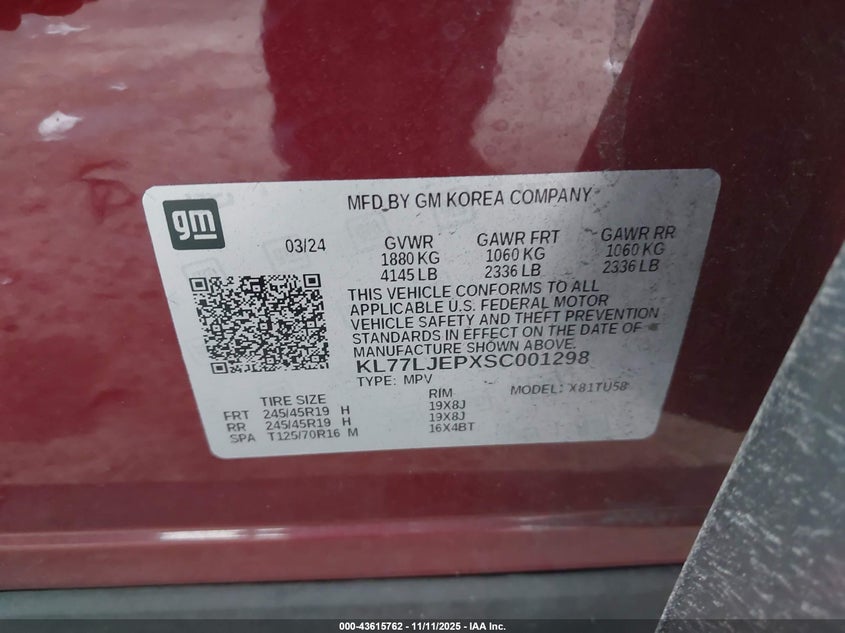 gm
MFD BY GM KOREA COMPANY
03/24 GVWR GAWR FRT GAWR RR
1880 KG 1060 KG 1060 KG
4145 LB 2336 LB 2336 LB
THIS VEHICLE CONFORMS TO ALL
APPLICABLE U.S. FEDERAL MOTOR
VEHICLE SAFETY AND THEFT PREVENTION
STANDARDS IN EFFECT ON THE DATE OF
MANUFACTURE SHOWN ABOVE.
KL77LJEPXSC001298
TYPE: MPV MODEL: X81TU58
TIRE SIZE RIM
FRT 245/45R19 H 19X8J
RR 245/45R19 H 19X8J
SPA T125/70R16 M 16X4BT
000-43615762 - 11/11/2025 - IAA Inc.